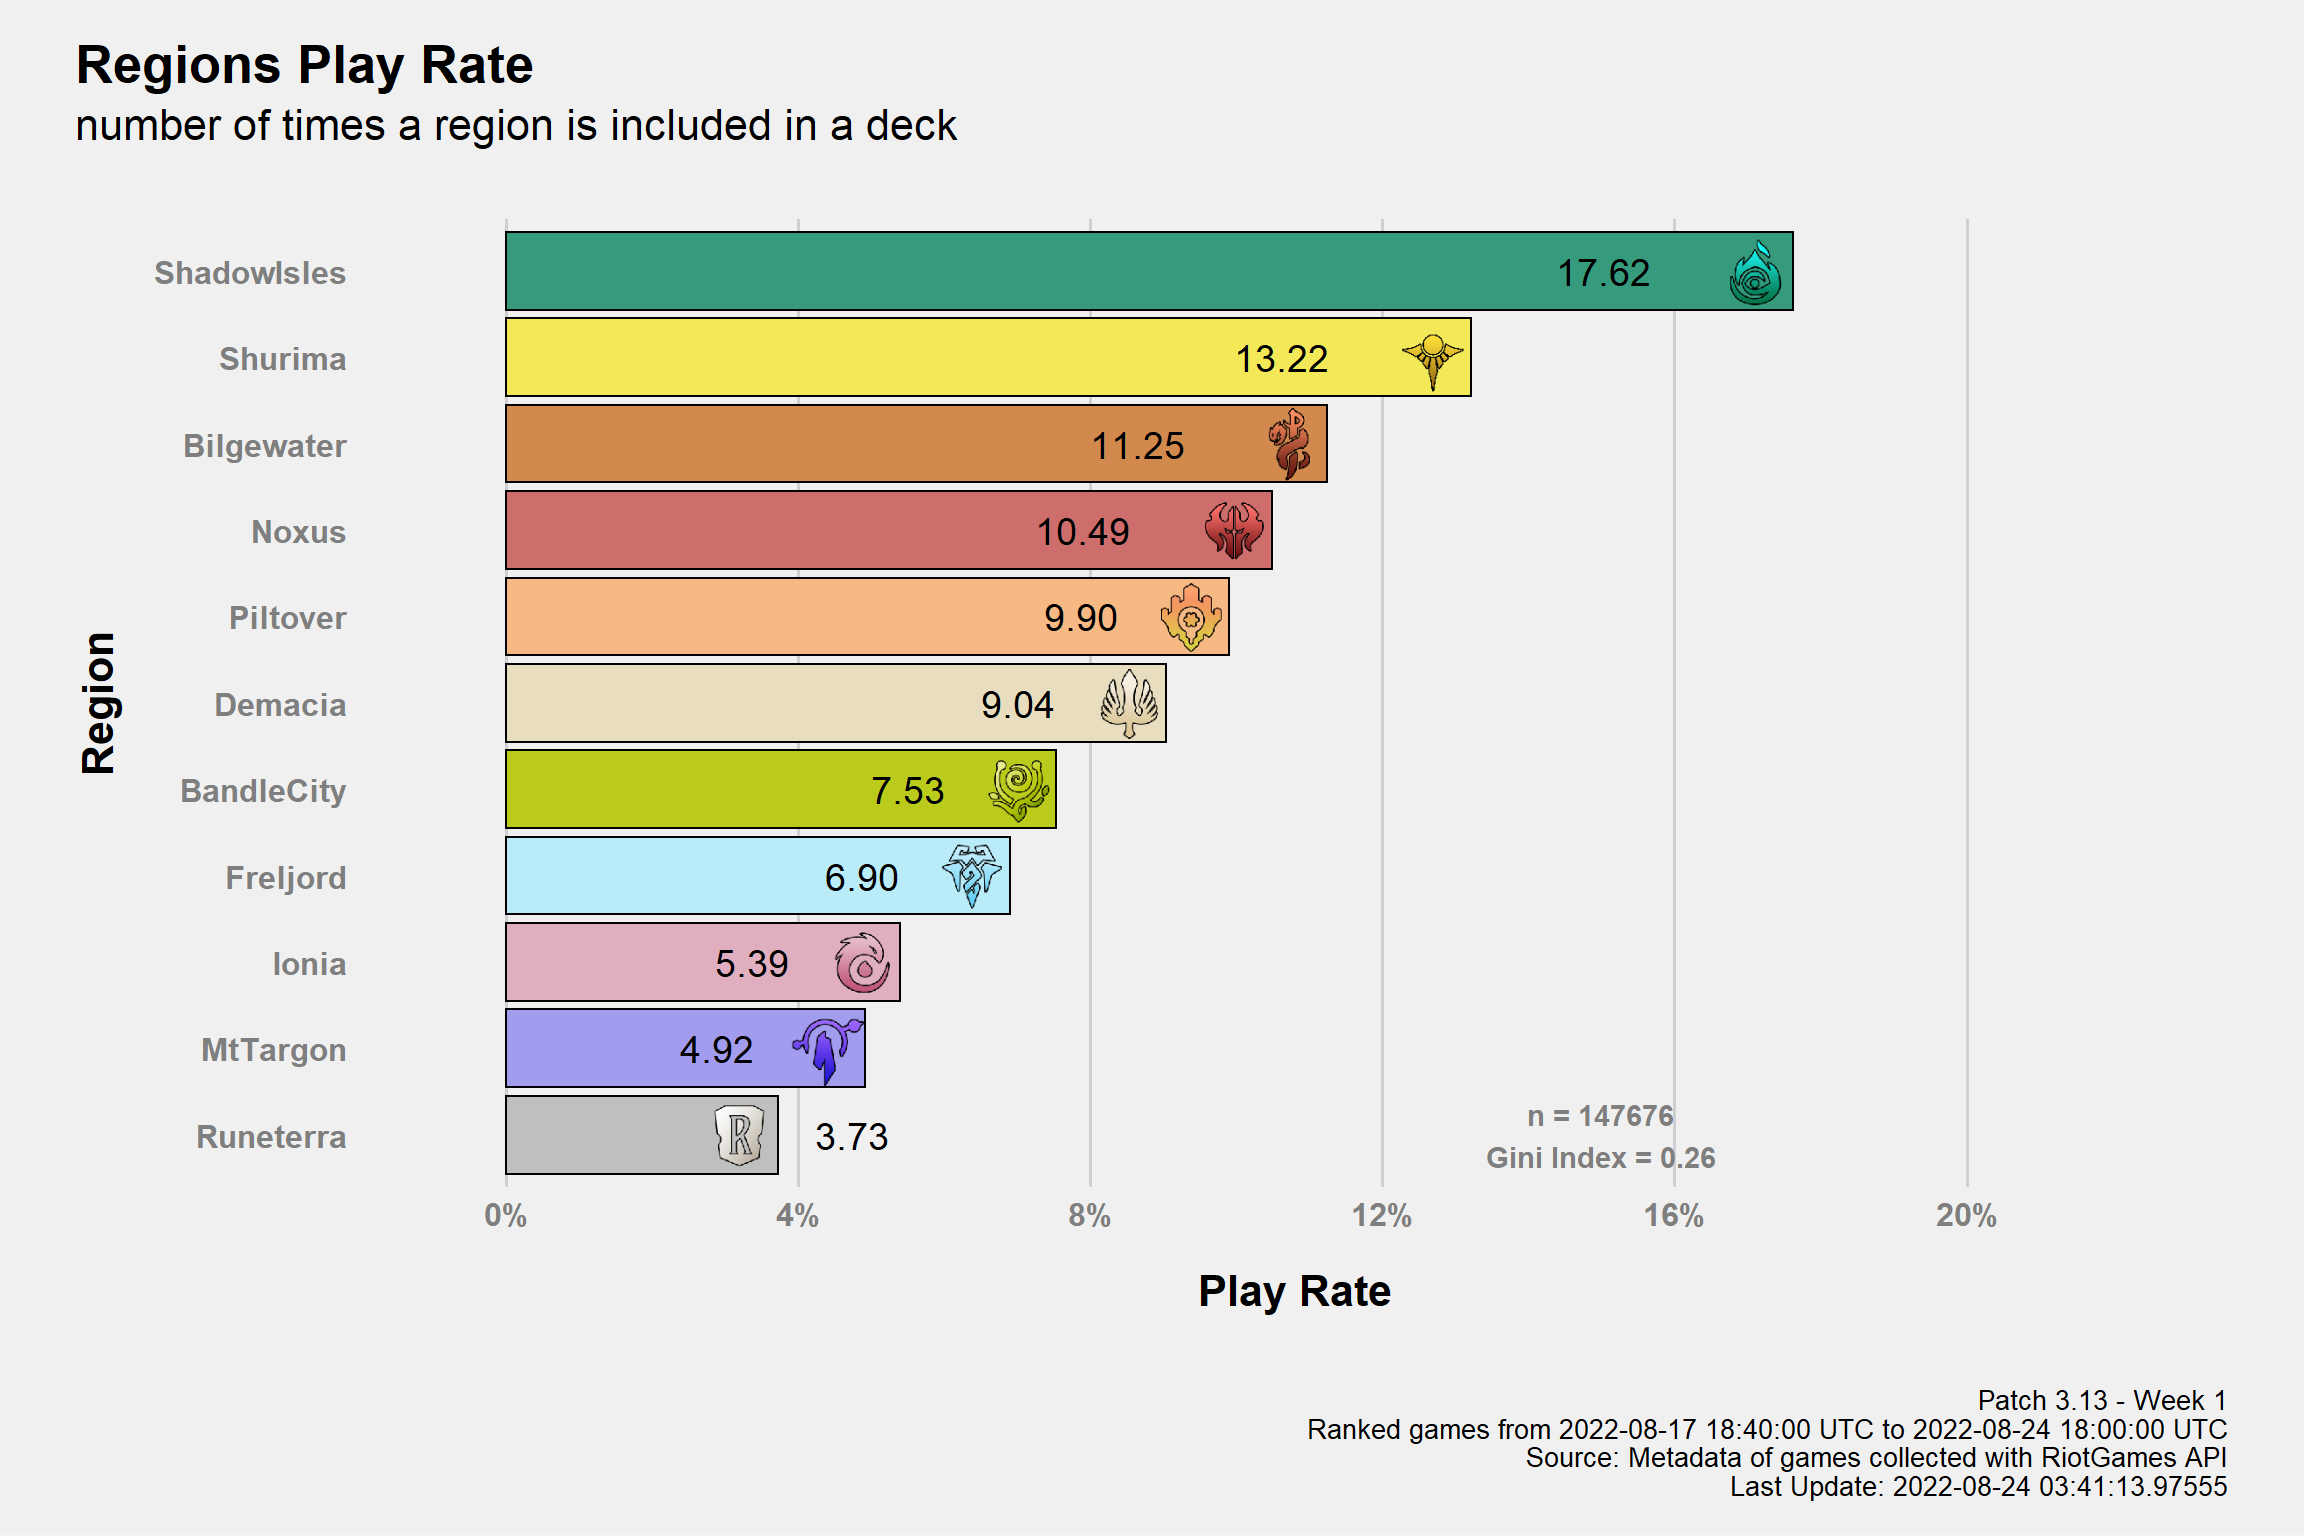 Regions Play Rate
number of times a region is included in a deck
ShadowIsles 17.62
Shurima 13.22
Bilgewater 11.25
Noxus 10.49
Piltover 9.90
Demacia 9.04
BandleCity 7.53
Freljord 6.90
Ionia 5.39
MtTargon 4.92
Runeterra R 3.73
Region
n = 147676
Gini Index = 0.26
0% 4% 8% 12% 16% 20%
Play Rate
Patch 3.13 - Week 1
Ranked games from 2022-08-17 18:40:00 UTC to 2022-08-24 18:00:00 UTC
Source: Metadata of games collected with RiotGames API
Last Update: 2022-08-24 03:41:13.97555